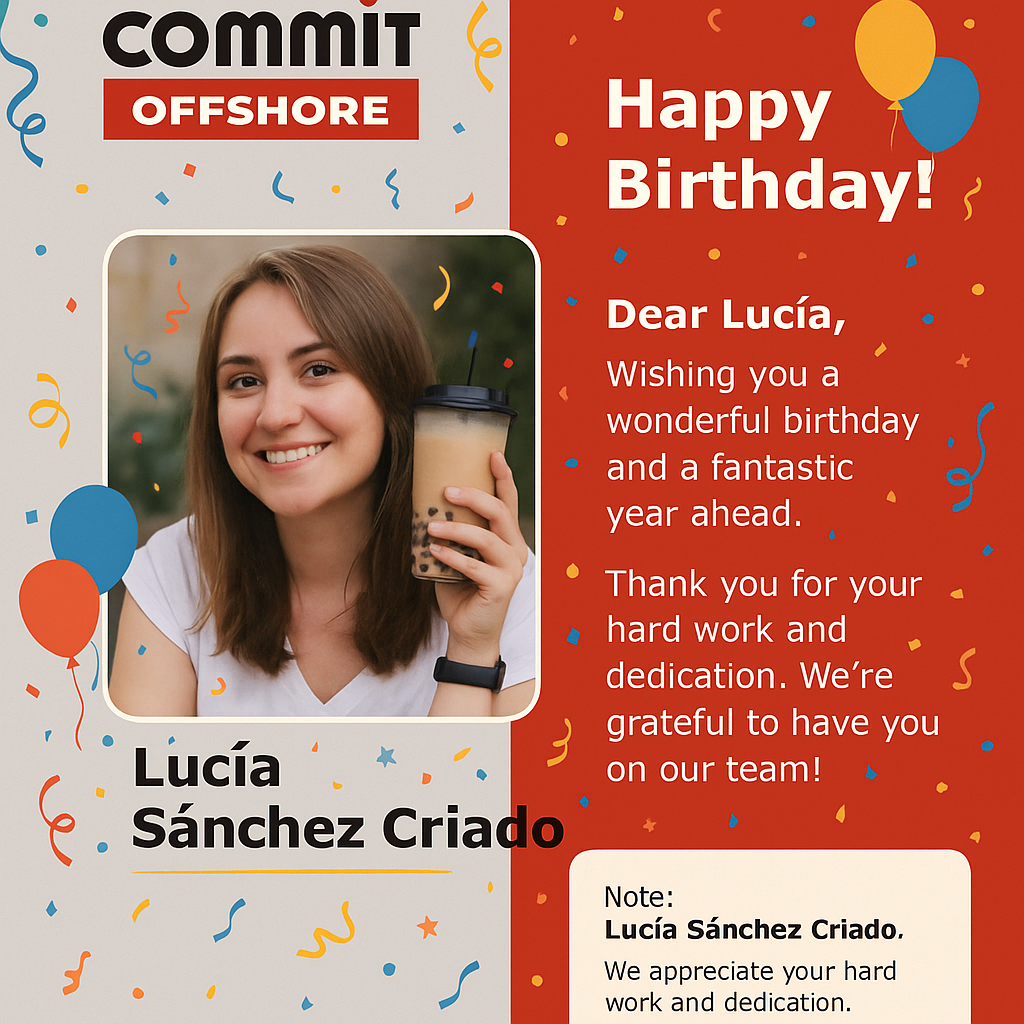 commiT
OFFSHORE
Happy
Birthday!
Dear Lucía,
Wishing you a
wonderful birthday
and a fantastic
year ahead.
Thank you for your
hard work and
dedication. We’re
grateful to have you
on our team!
Lucía
Sánchez Criado
Note:
Lucía Sánchez Criado.
We appreciate your hard
work and dedication.